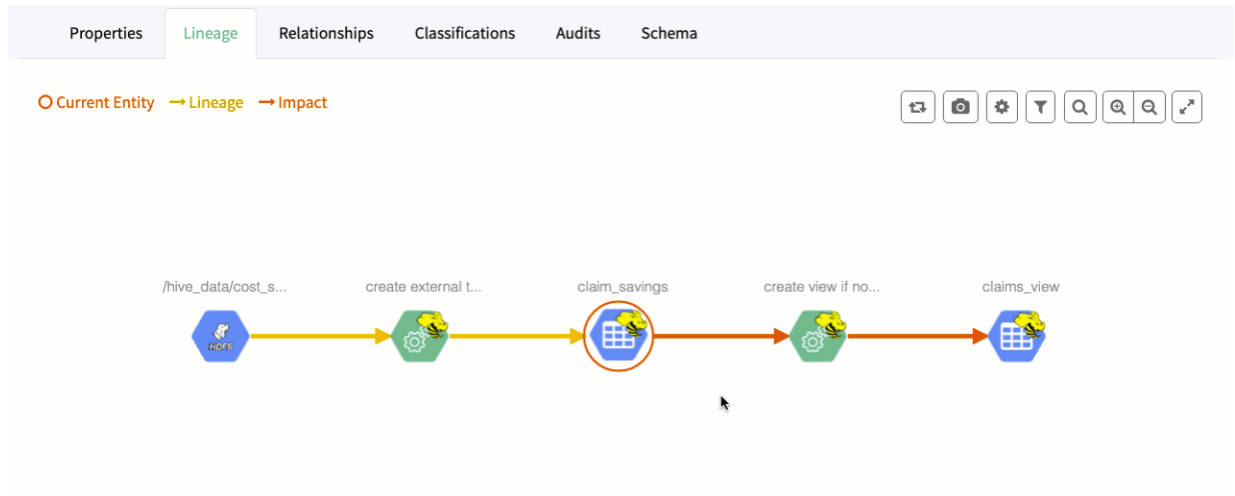 Properties Lineage Relationships Classifications Audits Schema
Current Entity Lineage Impact
/hive_data/cost_s... create external t... claim_savings create view if no... claims_view
HDFS